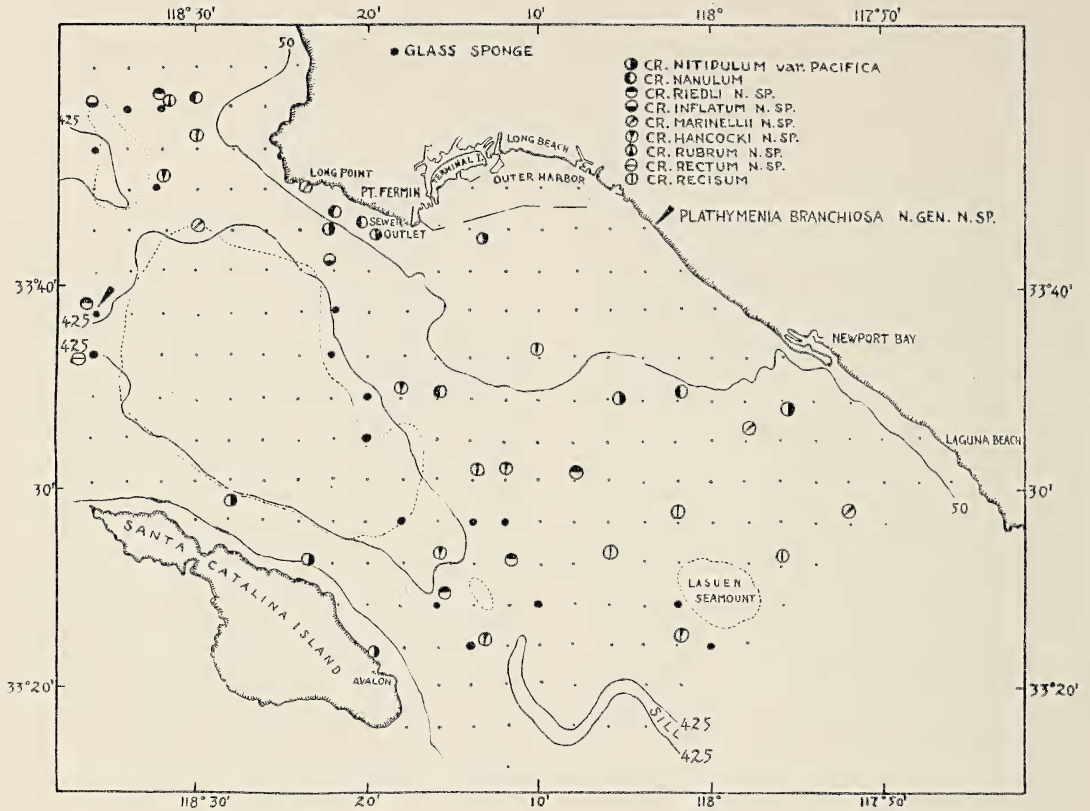 118° 30' 20' 10' 118° 117° 50'
50
GLASS SPONGE
CR. NITIDULUM var. PACIFICA
CR. NANULUM
CR. RIEDLI N. SP.
CR. INFLATUM N. SP.
CR. MARINELLII N. SP.
CR. HANCOCKI N. SP.
CR. RUBRUM N. SP.
CR. RECTUM N. SP.
CR. RECISUM
425
LONG BEACH
TERMINAL I.
OUTER HARBOR
LONG POINT
PT. FERMIN
SEWER
OUTLET
PLATHYMENIA BRANCHIOSA N. GEN. N. SP.
33° 40' 33° 40'
425
425
NEWPORT BAY
LAGUNA BEACH
30' 30'
50
SANTA
CATALINA ISLAND
LASUEN
SEAMOUNT
AVALON
33° 20' 33° 20'
SILL
425
425
118° 30' 20' 10' 118° 117° 50'